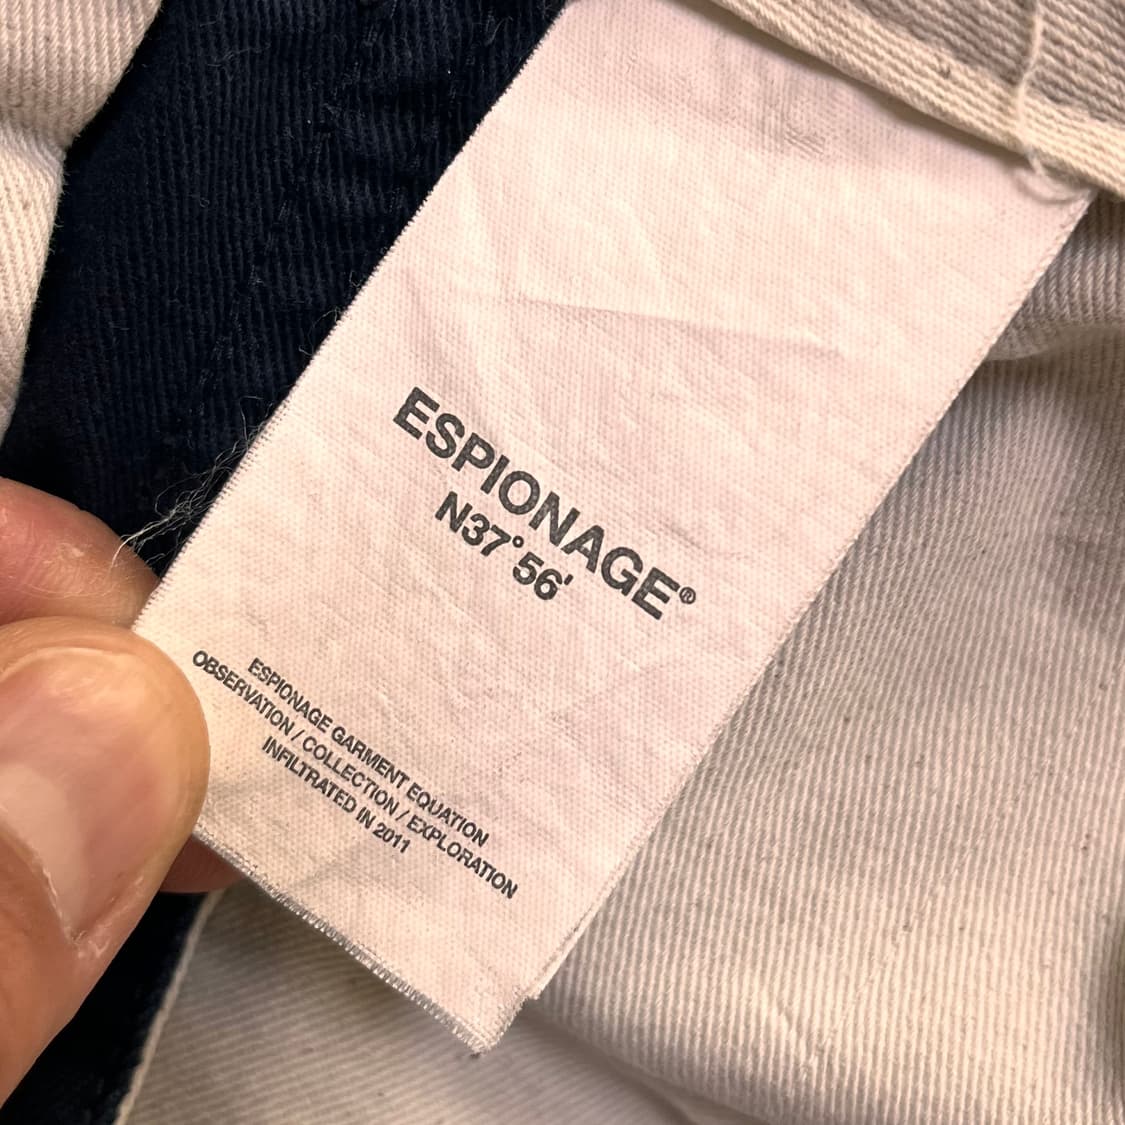 ESPIONAGE®
N37° 56'
ESPIONAGE GARMENT EQUATION
OBSERVATION / COLLECTION / EXPLORATION
INFILTRATED IN 2011